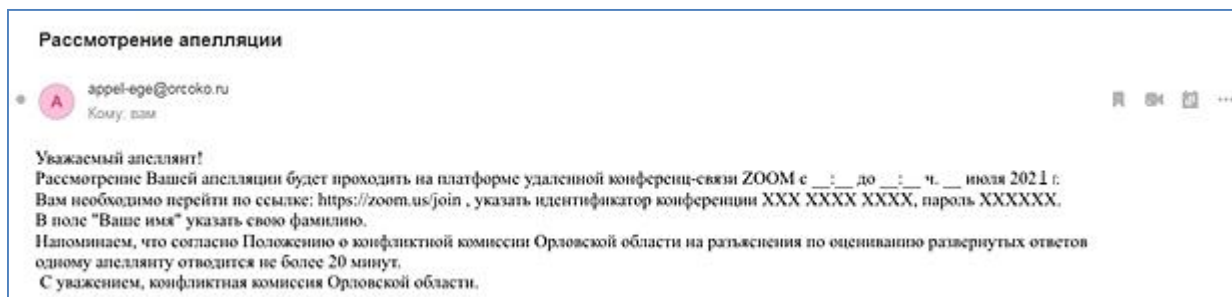 Рассмотрение апелляции
А
appel-ege@orcoko.ru
Кому: вам
Уважаемый апеллянт!
Рассмотрение Вашей апелляции будет проходить на платформе удаленной конференц-связи ZOOM с __:__ до __:__ ч. __ июля 2021 г.
Вам необходимо перейти по ссылке: https://zoom.us/join , указать идентификатор конференции XXX XXXX XXXX, пароль XXXXXX.
В поле "Ваше имя" указать свою фамилию.
Напоминаем, что согласно Положению о конфликтной комиссии Орловской области на разъяснения по оцениванию развернутых ответов
одному апеллянту отводится не более 20 минут.
С уважением, конфликтная комиссия Орловской области.